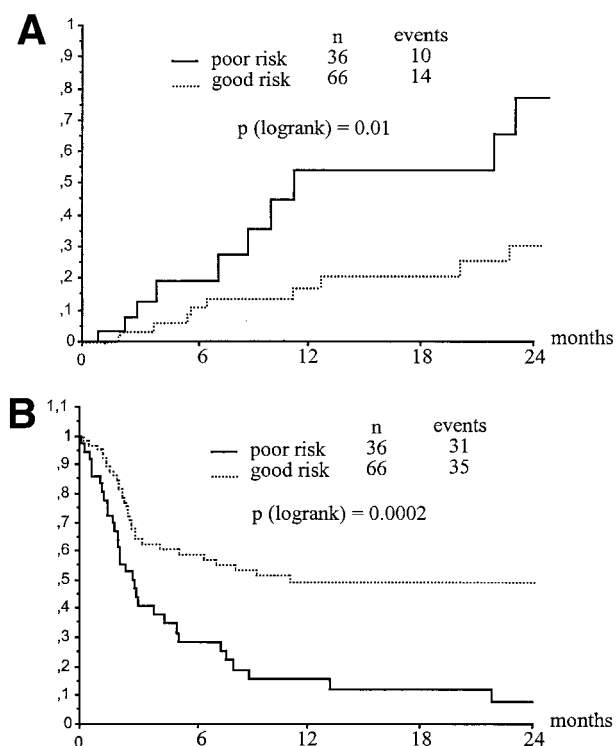 A
1
,9
,8
,7
,6
,5
,4
,3
,2
,1
0
n events
poor risk 36 10
good risk 66 14
p (logrank) = 0.01
0 6 12 18 24 months
B
1,1
1
,9
,8
,7
,6
,5
,4
,3
,2
,1
0
n events
poor risk 36 31
good risk 66 35
p (logrank) = 0.0002
0 6 12 18 24 months